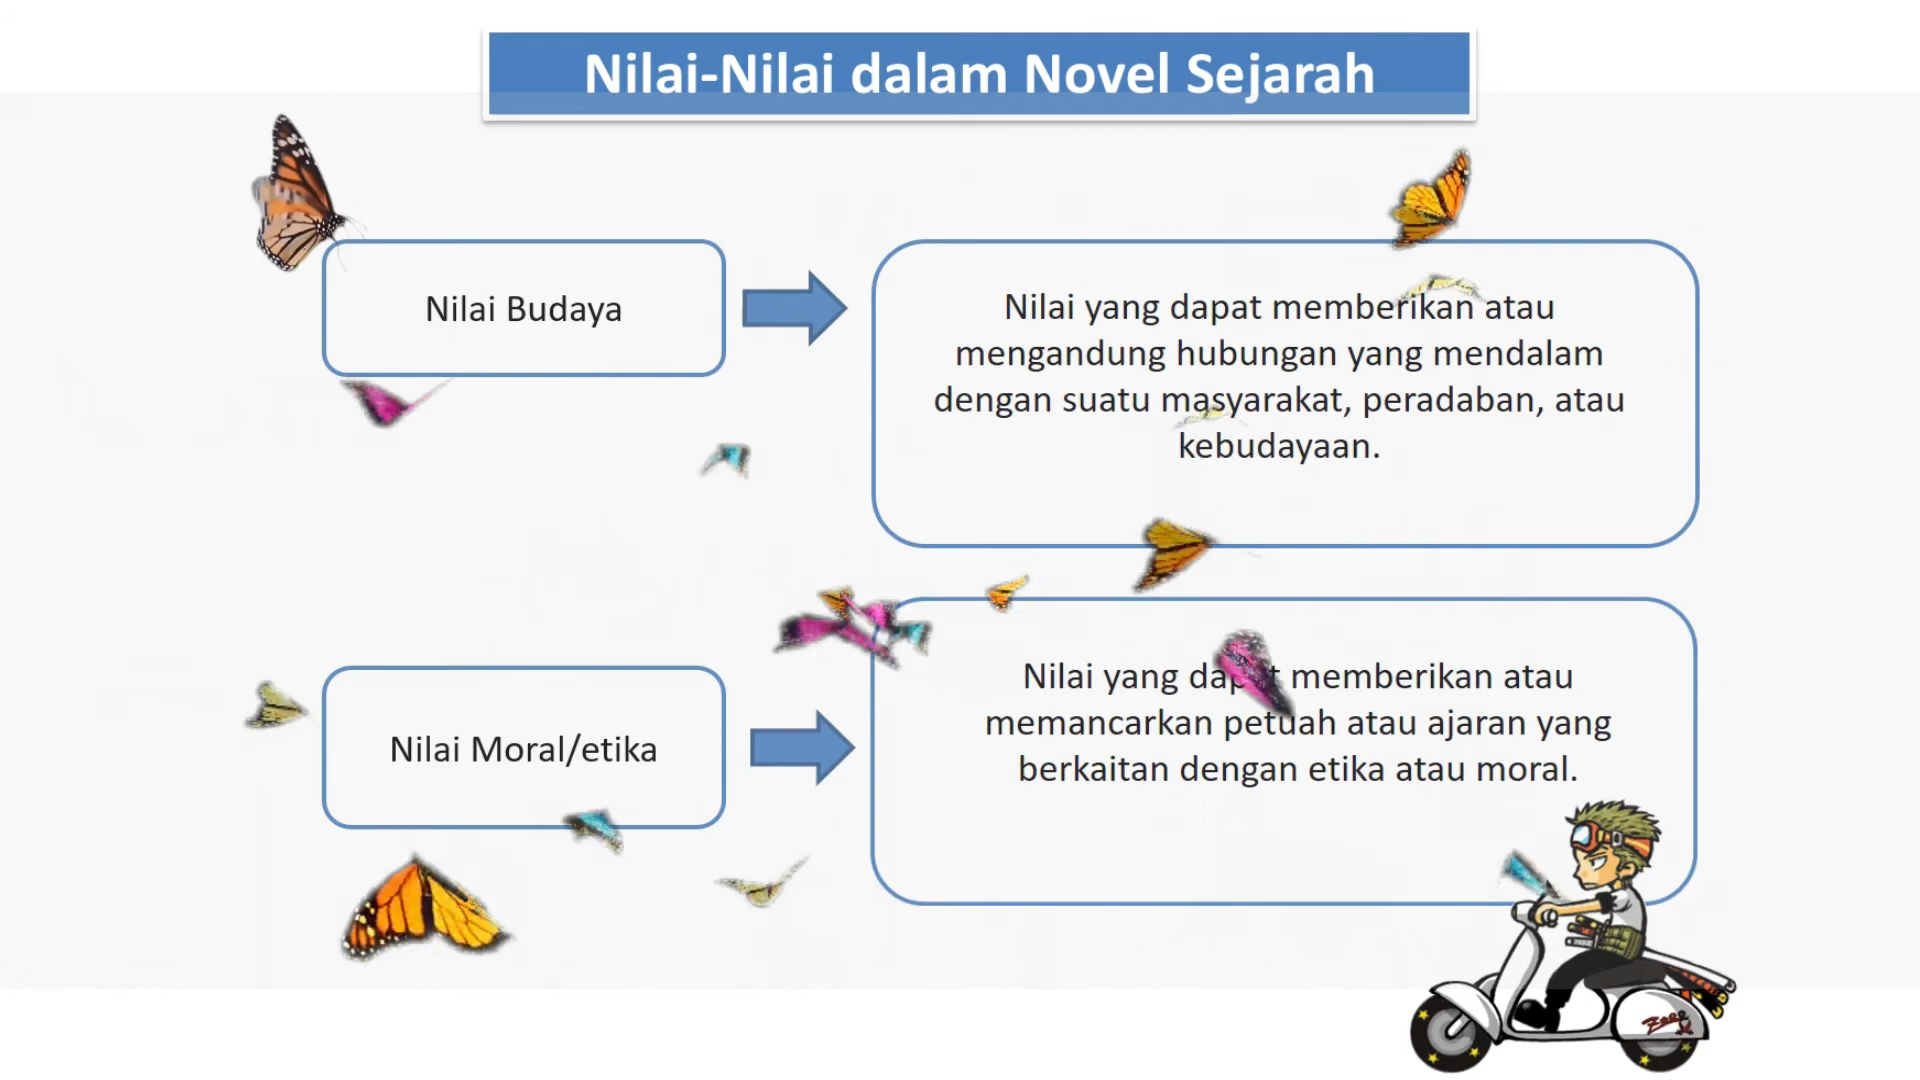 Nilai-Nilai dalam Novel Sejarah
Nilai Budaya
Nilai yang dapat memberikan atau
mengandung hubungan yang mendalam
dengan suatu masyarakat, peradaban, atau
kebudayaan.
Nilai Moral/etika
Nilai yang dapat memberikan atau
memancarkan petuah atau ajaran yang
berkaitan dengan etika atau moral.